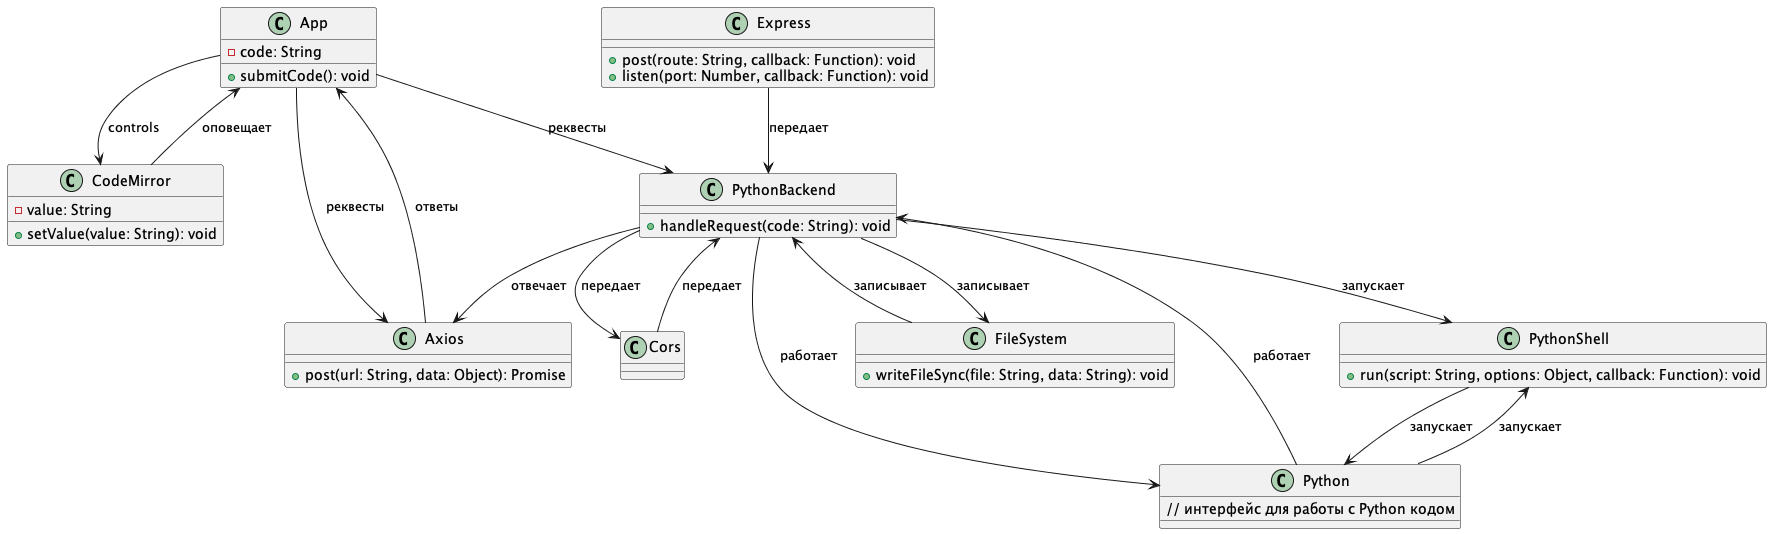 C App
code: String
submitCode(): void
C Express
post(route: String, callback: Function): void
listen(port: Number, callback: Function): void
controls
оповещает
реквесты
передает
C CodeMirror
value: String
setValue(value: String): void
реквесты
ответы
C PythonBackend
handleRequest(code: String): void
отвечает
передает
передает
записывает
записывает
запускает
C Axios
post(url: String, data: Object): Promise
C Cors
работает
C FileSystem
writeFileSync(file: String, data: String): void
работает
C PythonShell
run(script: String, options: Object, callback: Function): void
запускает
запускает
C Python
// интерфейс для работы с Python кодом